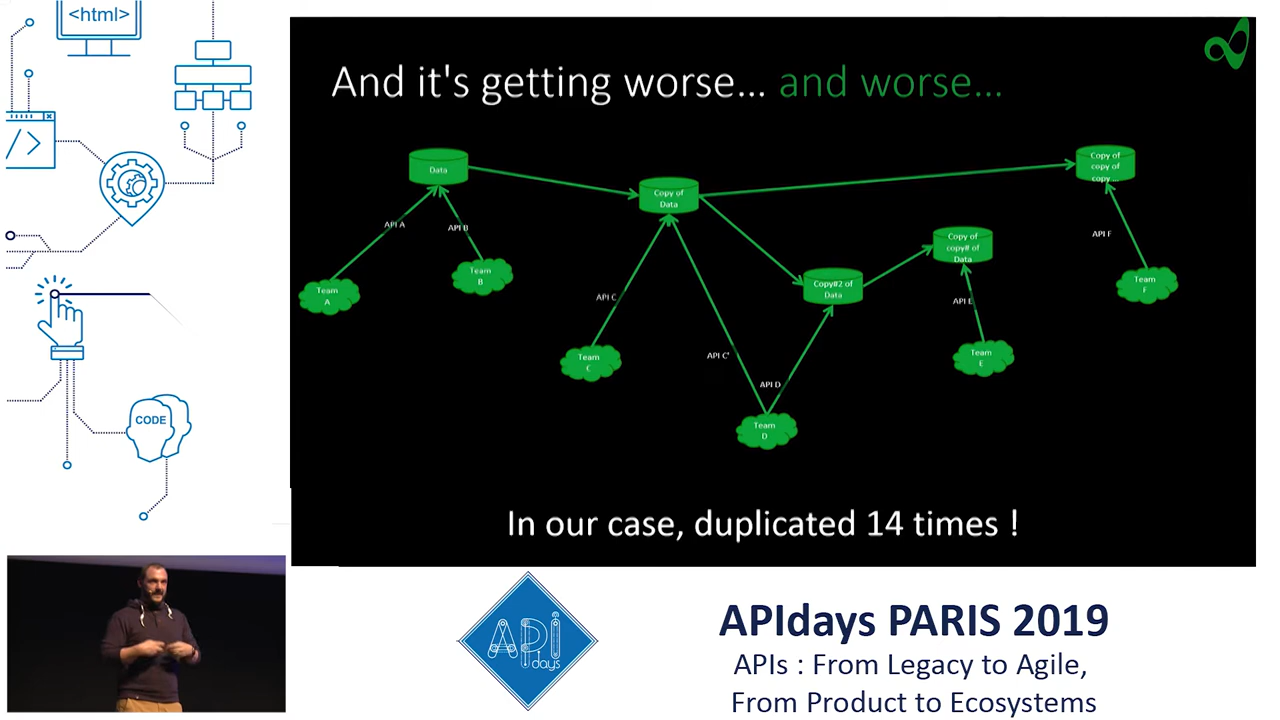 <html>
</>
CODE
And it's getting worse... and worse...
Data
Copy of
Data
Copy of
copy of
copy ...
API A
API B
Team
A
Team
B
Copy of
copy# of
Data
API F
Team
F
Copy#2 of
Data
API C
API E
Team
C
API C'
Team
E
API D
Team
D
In our case, duplicated 14 times !
API
days
APIdays PARIS 2019
APIs : From Legacy to Agile,
From Product to Ecosystems